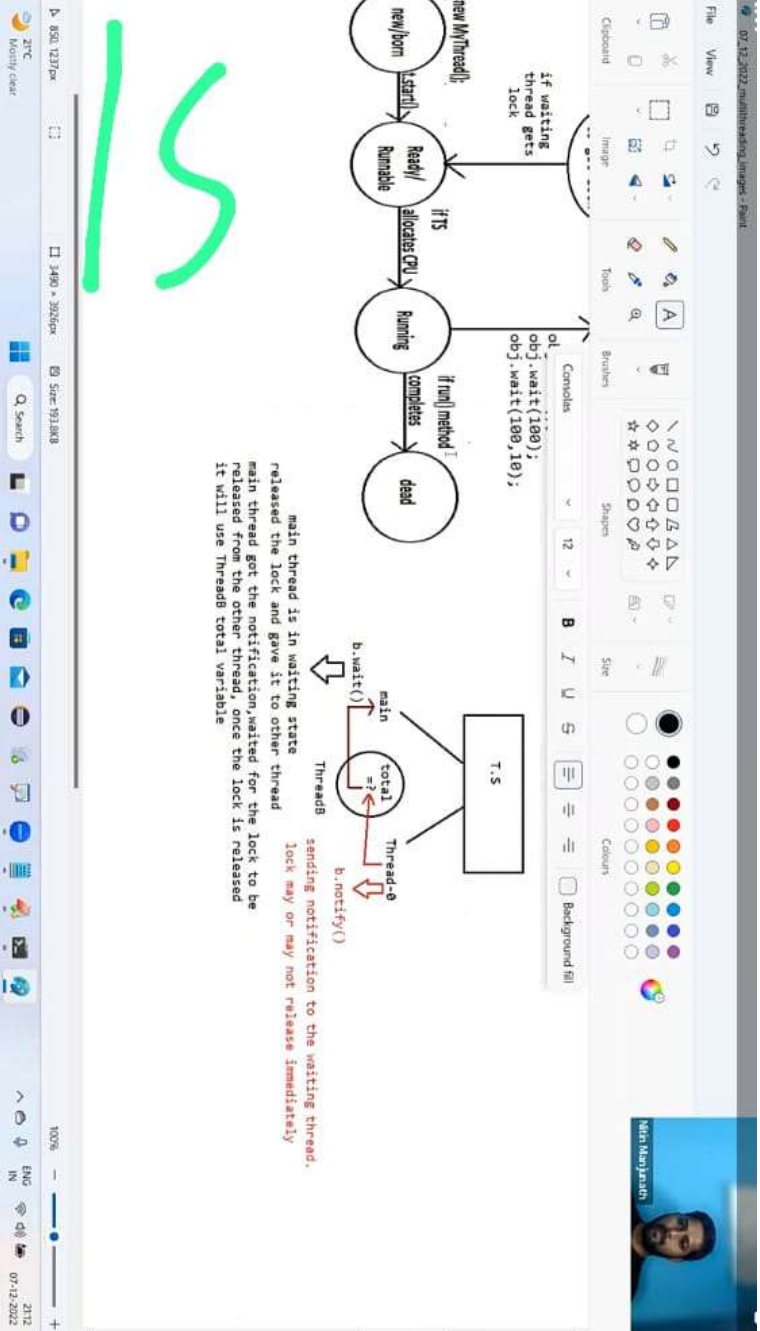 07_12_2022_multithreading_images - Paint
File
View
Clipboard
Image
Tools
Brushes
Shapes
Size
Colours
Consolas
12
B
I
U
S
Background fill
Nitin Manjunath
if waiting
thread gets
lock
obj.wait(100);
obj.wait(100,10);
new MyThread();
new/born
t.start()
Ready/
Runnable
if TS
allocates CPU
Running
if run() method
completes
dead
T.S
main
Thread-0
total
=?
b.wait()
b.notify()
ThreadB
sending notification to the waiting thread.
lock may or may not release immediately
main thread is in waiting state
released the lock and gave it to other thread
main thread got the notification,waited for the lock to be
released from the other thread, once the lock is released
it will use ThreadB total variable
15
850, 1237px
3490 × 3926px
Size: 193.8KB
100%
21°C
Mostly clear
Search
ENG
IN
21:12
07-12-2022